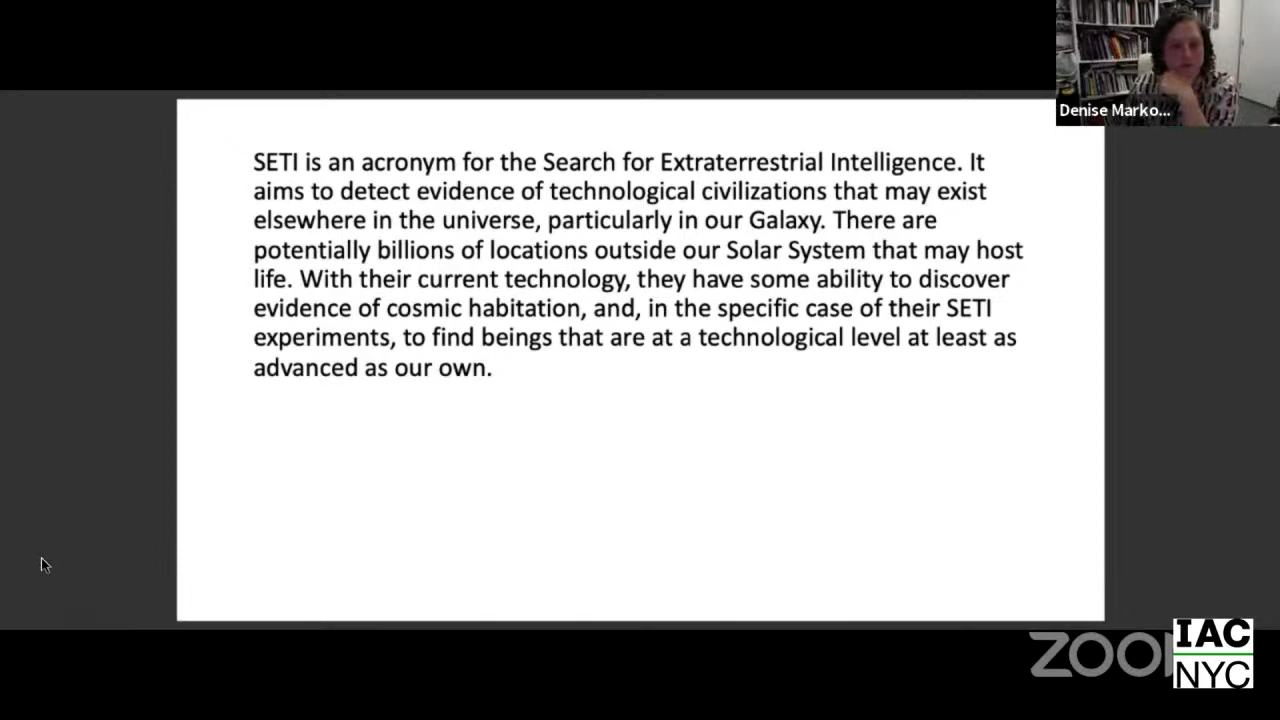 Denise Marko...
SETI is an acronym for the Search for Extraterrestrial Intelligence. It
aims to detect evidence of technological civilizations that may exist
elsewhere in the universe, particularly in our Galaxy. There are
potentially billions of locations outside our Solar System that may host
life. With their current technology, they have some ability to discover
evidence of cosmic habitation, and, in the specific case of their SETI
experiments, to find beings that are at a technological level at least as
advanced as our own.
ZOO
IAC
NYC